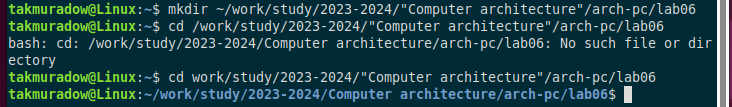 takmuradow@Linux:~$ mkdir ~/work/study/2023-2024/"Computer architecture"/arch-pc/lab06
takmuradow@Linux:~$ cd /work/study/2023-2024/"Computer architecture"/arch-pc/lab06
bash: cd: /work/study/2023-2024/Computer architecture/arch-pc/lab06: No such file or dir
ectory
takmuradow@Linux:~$ cd work/study/2023-2024/"Computer architecture"/arch-pc/lab06
takmuradow@Linux:~/work/study/2023-2024/Computer architecture/arch-pc/lab06$